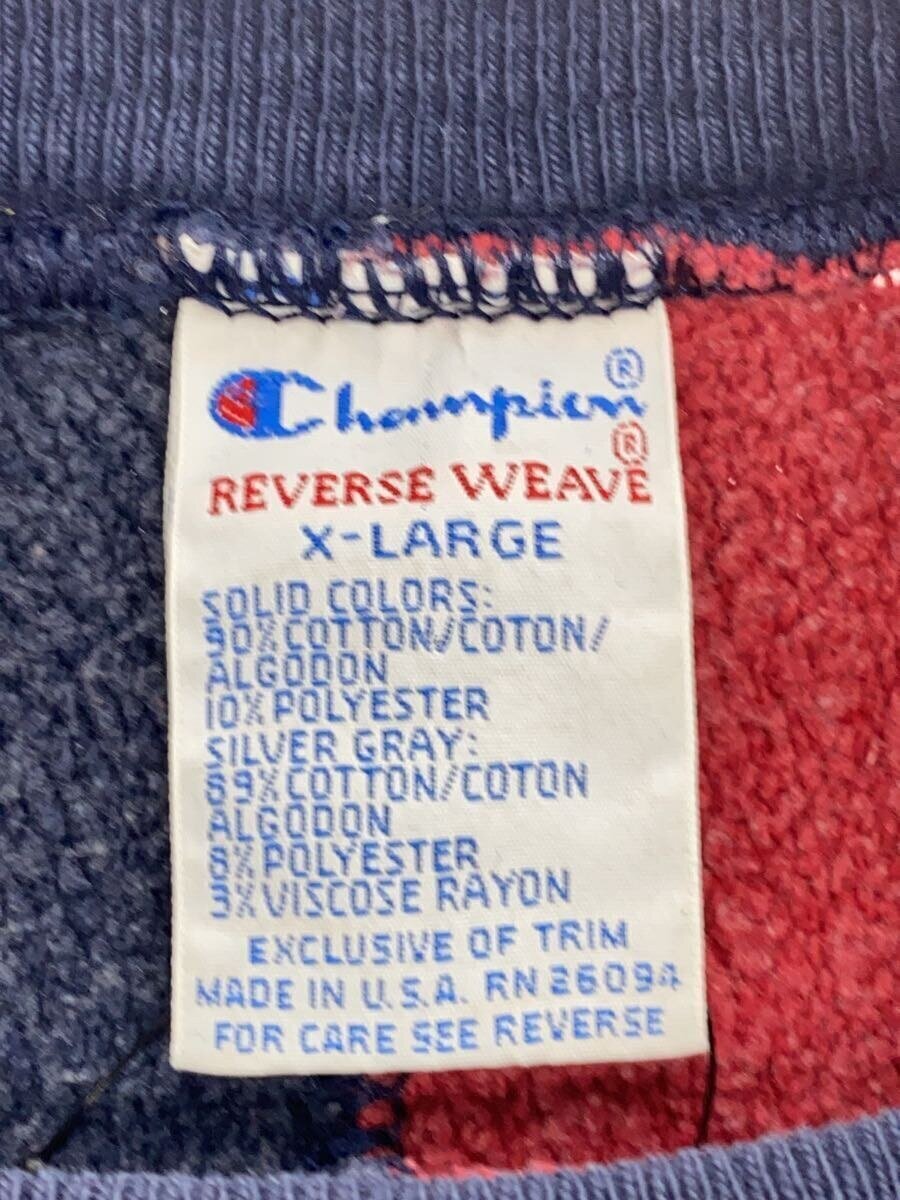 Champion®
REVERSE WEAVE®
X-LARGE
SOLID COLORS:
90% COTTON/COTON/
ALGODON
10% POLYESTER
SILVER GRAY:
89% COTTON/COTON
ALGODON
8% POLYESTER
3% VISCOSE RAYON
EXCLUSIVE OF TRIM
MADE IN U.S.A. RN 26094
FOR CARE SEE REVERSE